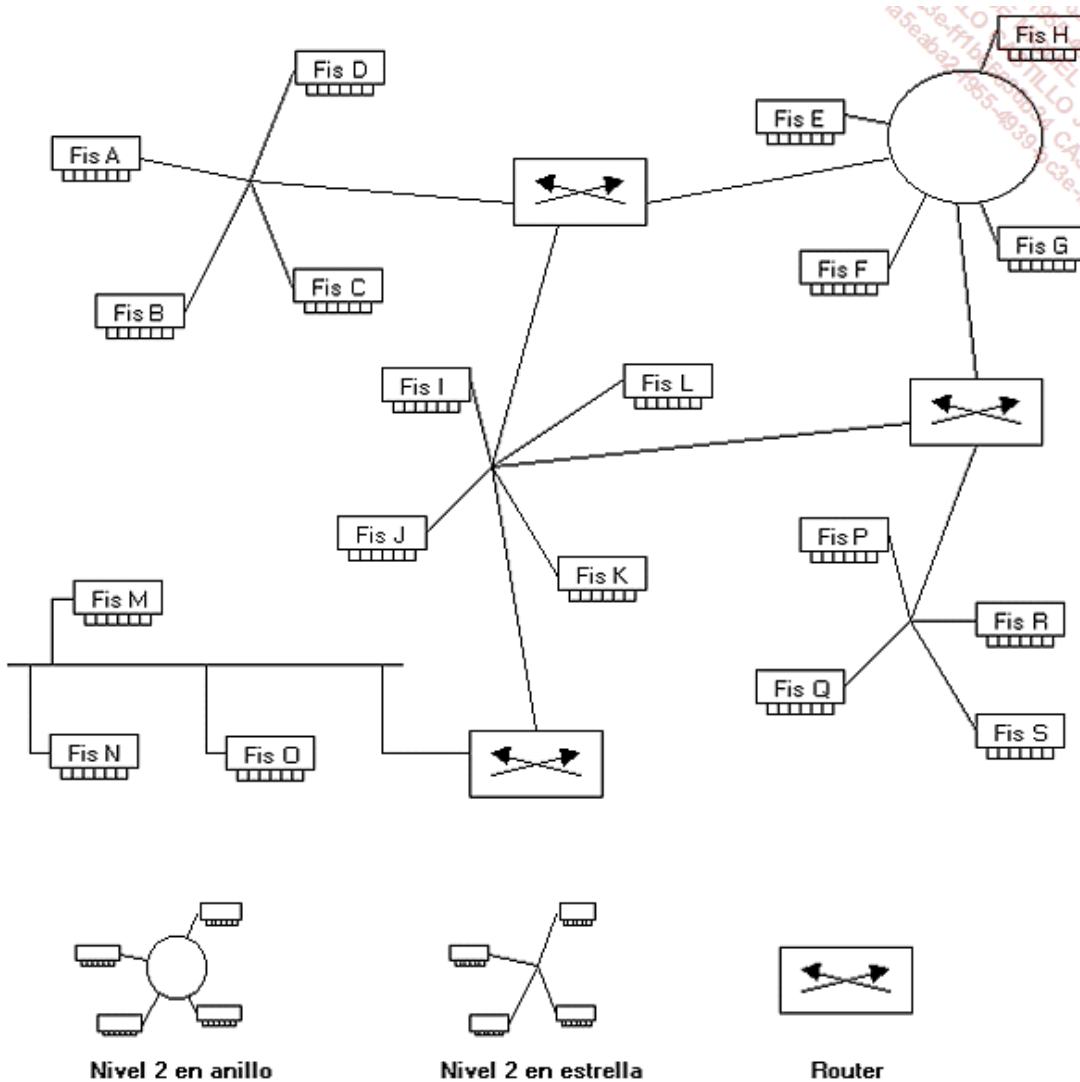 Fis H
Fis D
Fis E
Fis A
Fis G
Fis F
Fis C
Fis B
Fis I
Fis L
Fis J
Fis P
Fis K
Fis M
Fis R
Fis Q
Fis S
Fis N
Fis O
Nivel 2 en anillo
Nivel 2 en estrella
Router